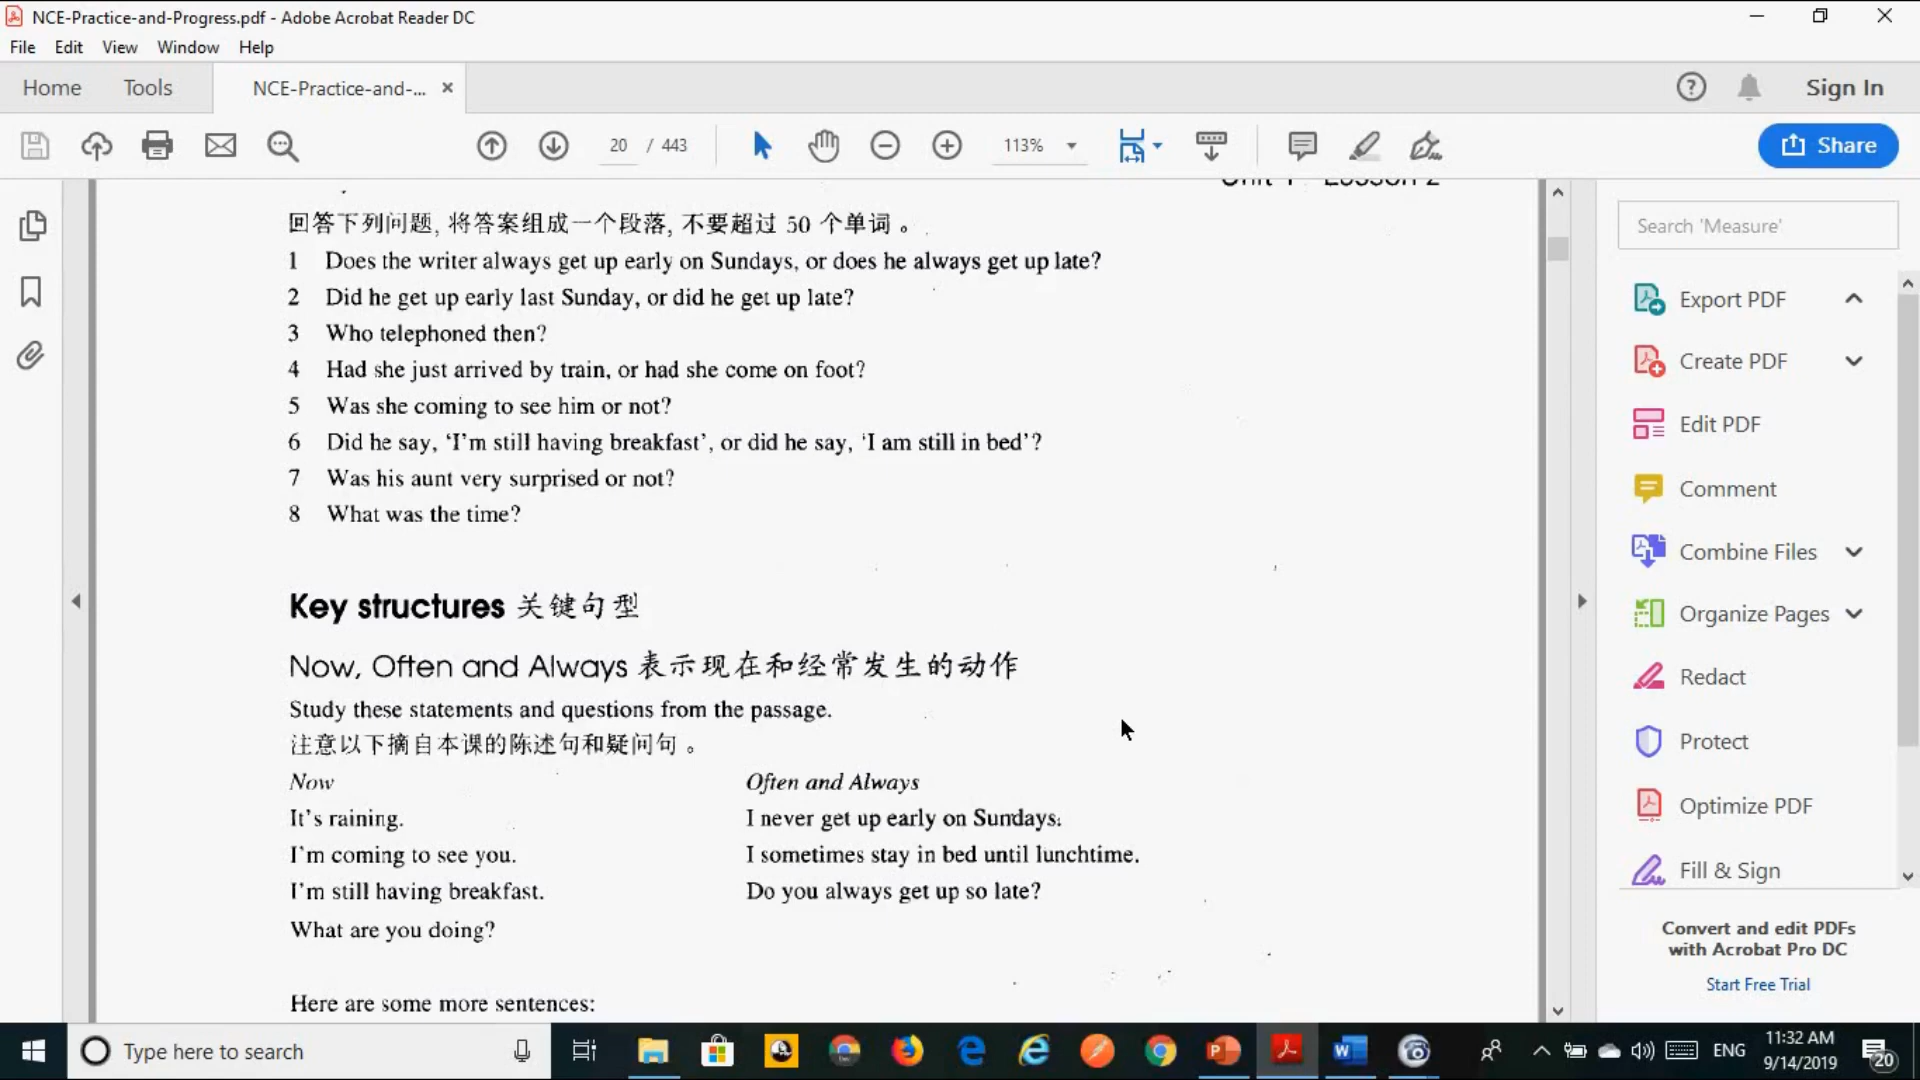 NCE-Practice-and-Progress.pdf - Adobe Acrobat Reader DC
File Edit View Window Help
Home Tools NCE-Practice-and-... Sign In
20 / 443 113% Share
回答下列问题, 将答案组成一个段落, 不要超过 50 个单词。
1 Does the writer always get up early on Sundays, or does he always get up late?
2 Did he get up early last Sunday, or did he get up late?
3 Who telephoned then?
4 Had she just arrived by train, or had she come on foot?
5 Was she coming to see him or not?
6 Did he say, ‘I’m still having breakfast’, or did he say, ‘I am still in bed’?
7 Was his aunt very surprised or not?
8 What was the time?
Key structures 关键句型
Now, Often and Always 表示现在和经常发生的动作
Study these statements and questions from the passage.
注意以下摘自本课的陈述句和疑问句。
Now Often and Always
It’s raining. I never get up early on Sundays.
I’m coming to see you. I sometimes stay in bed until lunchtime.
I’m still having breakfast. Do you always get up so late?
What are you doing?
Here are some more sentences:
Search 'Measure'
Export PDF
Create PDF
Edit PDF
Comment
Combine Files
Organize Pages
Redact
Protect
Optimize PDF
Fill & Sign
Convert and edit PDFs
with Acrobat Pro DC
Start Free Trial
Type here to search
ENG
11:32 AM
9/14/2019
20